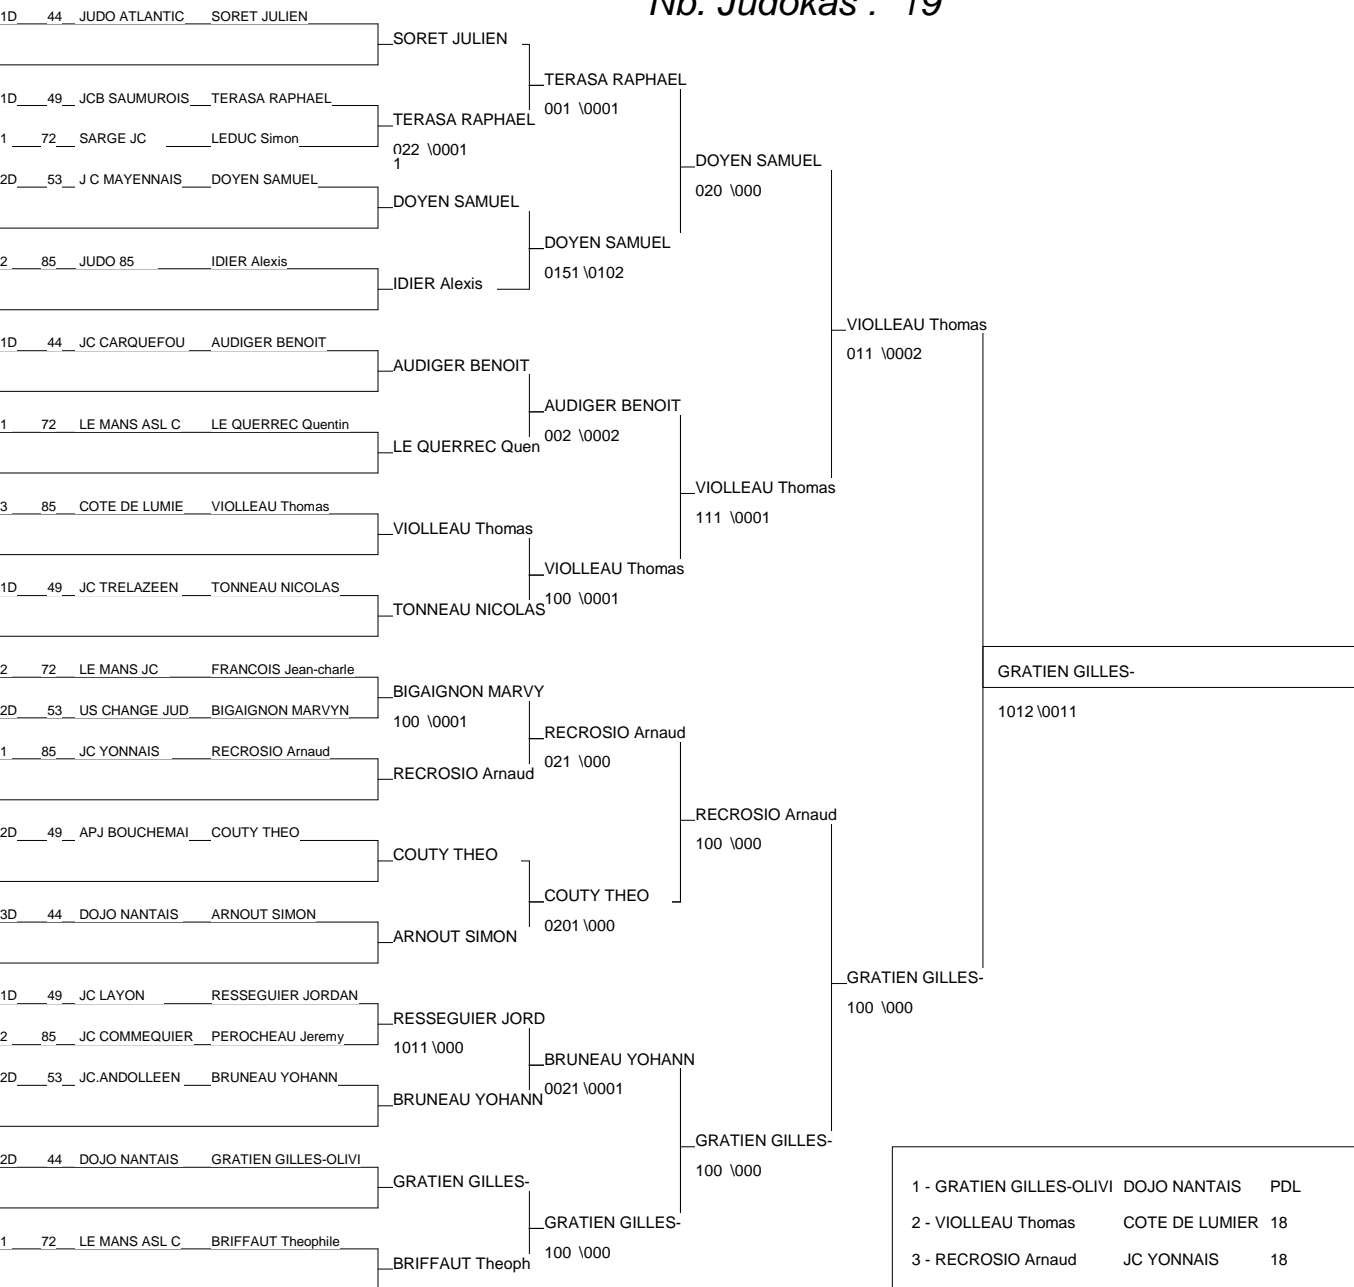 Nb. Judokas : 19
1D 44 JUDO ATLANTIC SORET JULIEN
SORET JULIEN
TERASA RAPHAEL
1D 49 JCB SAUMUROIS TERASA RAPHAEL
001 \0001
TERASA RAPHAEL
1 72 SARGE JC LEDUC Simon
022 \0001
1
DOYEN SAMUEL
020 \000
2D 53 J C MAYENNAIS DOYEN SAMUEL
DOYEN SAMUEL
DOYEN SAMUEL
0151 \0102
2 85 JUDO 85 IDIER Alexis
IDIER Alexis
VIOLLEAU Thomas
011 \0002
1D 44 JC CARQUEFOU AUDIGER BENOIT
AUDIGER BENOIT
AUDIGER BENOIT
002 \0002
1 72 LE MANS ASL C LE QUERREC Quentin
LE QUERREC Quen
VIOLLEAU Thomas
111 \0001
3 85 COTE DE LUMIE VIOLLEAU Thomas
VIOLLEAU Thomas
VIOLLEAU Thomas
100 \0001
1D 49 JC TRELAZEEN TONNEAU NICOLAS
TONNEAU NICOLAS
GRATIEN GILLES-
1012 \0011
2 72 LE MANS JC FRANCOIS Jean-charle
BIGAIGNON MARVY
100 \0001
2D 53 US CHANGE JUD BIGAIGNON MARVYN
RECROSIO Arnaud
021 \000
1 85 JC YONNAIS RECROSIO Arnaud
RECROSIO Arnaud
RECROSIO Arnaud
100 \000
2D 49 APJ BOUCHEMAI COUTY THEO
COUTY THEO
COUTY THEO
0201 \000
3D 44 DOJO NANTAIS ARNOUT SIMON
ARNOUT SIMON
GRATIEN GILLES-
100 \000
1D 49 JC LAYON RESSEGUIER JORDAN
RESSEGUIER JORD
1011 \000
2 85 JC COMMEQUIER PEROCHEAU Jeremy
BRUNEAU YOHANN
0021 \0001
2D 53 JC.ANDOLLEEN BRUNEAU YOHANN
BRUNEAU YOHANN
GRATIEN GILLES-
100 \000
2D 44 DOJO NANTAIS GRATIEN GILLES-OLIVI
GRATIEN GILLES-
GRATIEN GILLES-
100 \000
1 72 LE MANS ASL C BRIFFAUT Theophile
BRIFFAUT Theoph
1 - GRATIEN GILLES-OLIVI DOJO NANTAIS PDL
2 - VIOLLEAU Thomas COTE DE LUMIER 18
3 - RECROSIO Arnaud JC YONNAIS 18